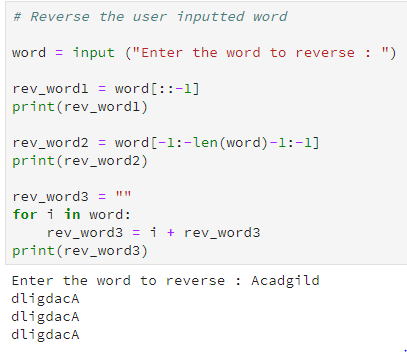 # Reverse the user inputted word
word = input ("Enter the word to reverse : ")
rev_word1 = word[::-1]
print(rev_word1)
rev_word2 = word[-1:-len(word)-1:-1]
print(rev_word2)
rev_word3 = ""
for i in word:
    rev_word3 = i + rev_word3
print(rev_word3)
Enter the word to reverse : Acadgild
dligdacA
dligdacA
dligdacA